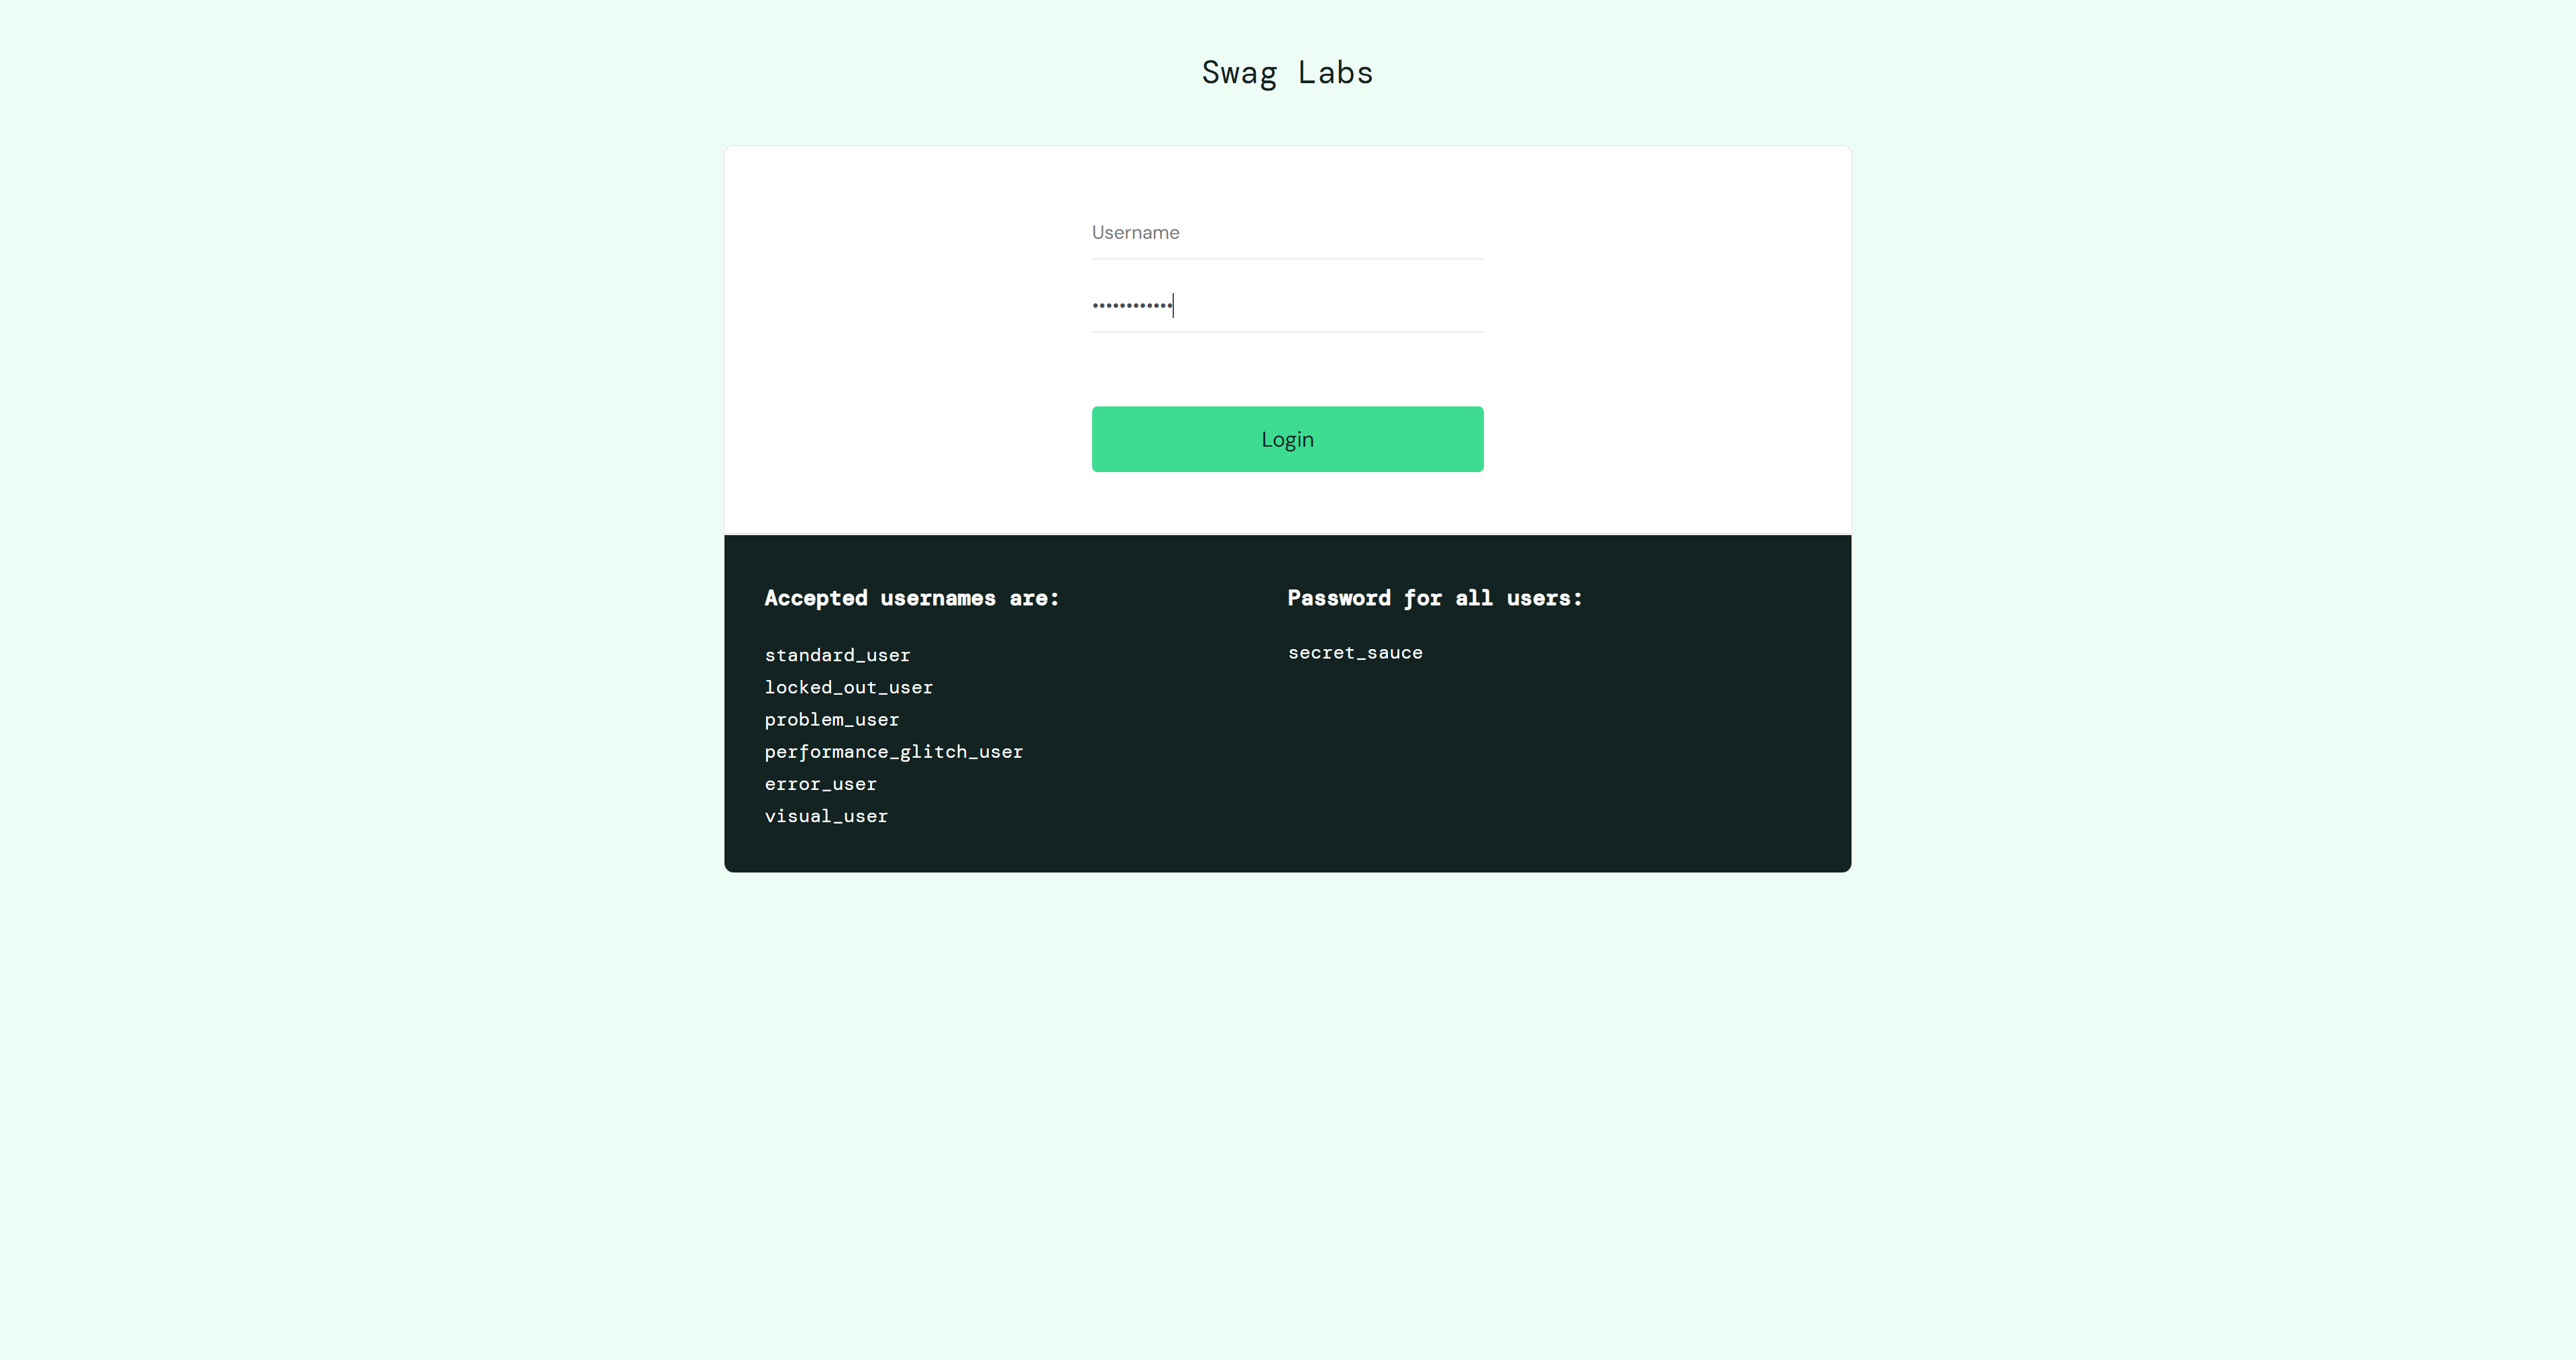 Swag Labs
Username
••••••••••••
Login
Accepted usernames are:
standard_user
locked_out_user
problem_user
performance_glitch_user
error_user
visual_user
Password for all users:
secret_sauce